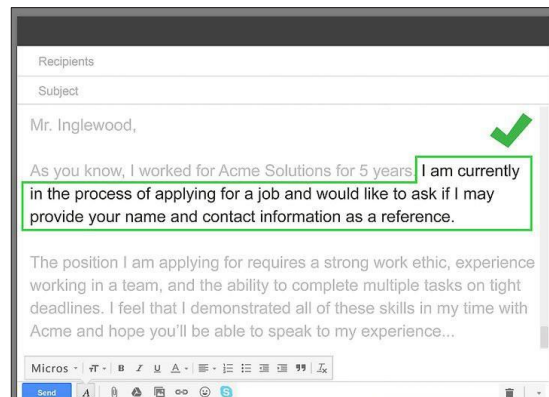 Recipients
Subject
Mr. Inglewood,
As you know, I worked for Acme Solutions for 5 years. I am currently
in the process of applying for a job and would like to ask if I may
provide your name and contact information as a reference.
The position I am applying for requires a strong work ethic, experience
working in a team, and the ability to complete multiple tasks on tight
deadlines. I feel that I demonstrated all of these skills in my time with
Acme and hope you'll be able to speak to my experience...
Micros T B I U A Tx
Send A